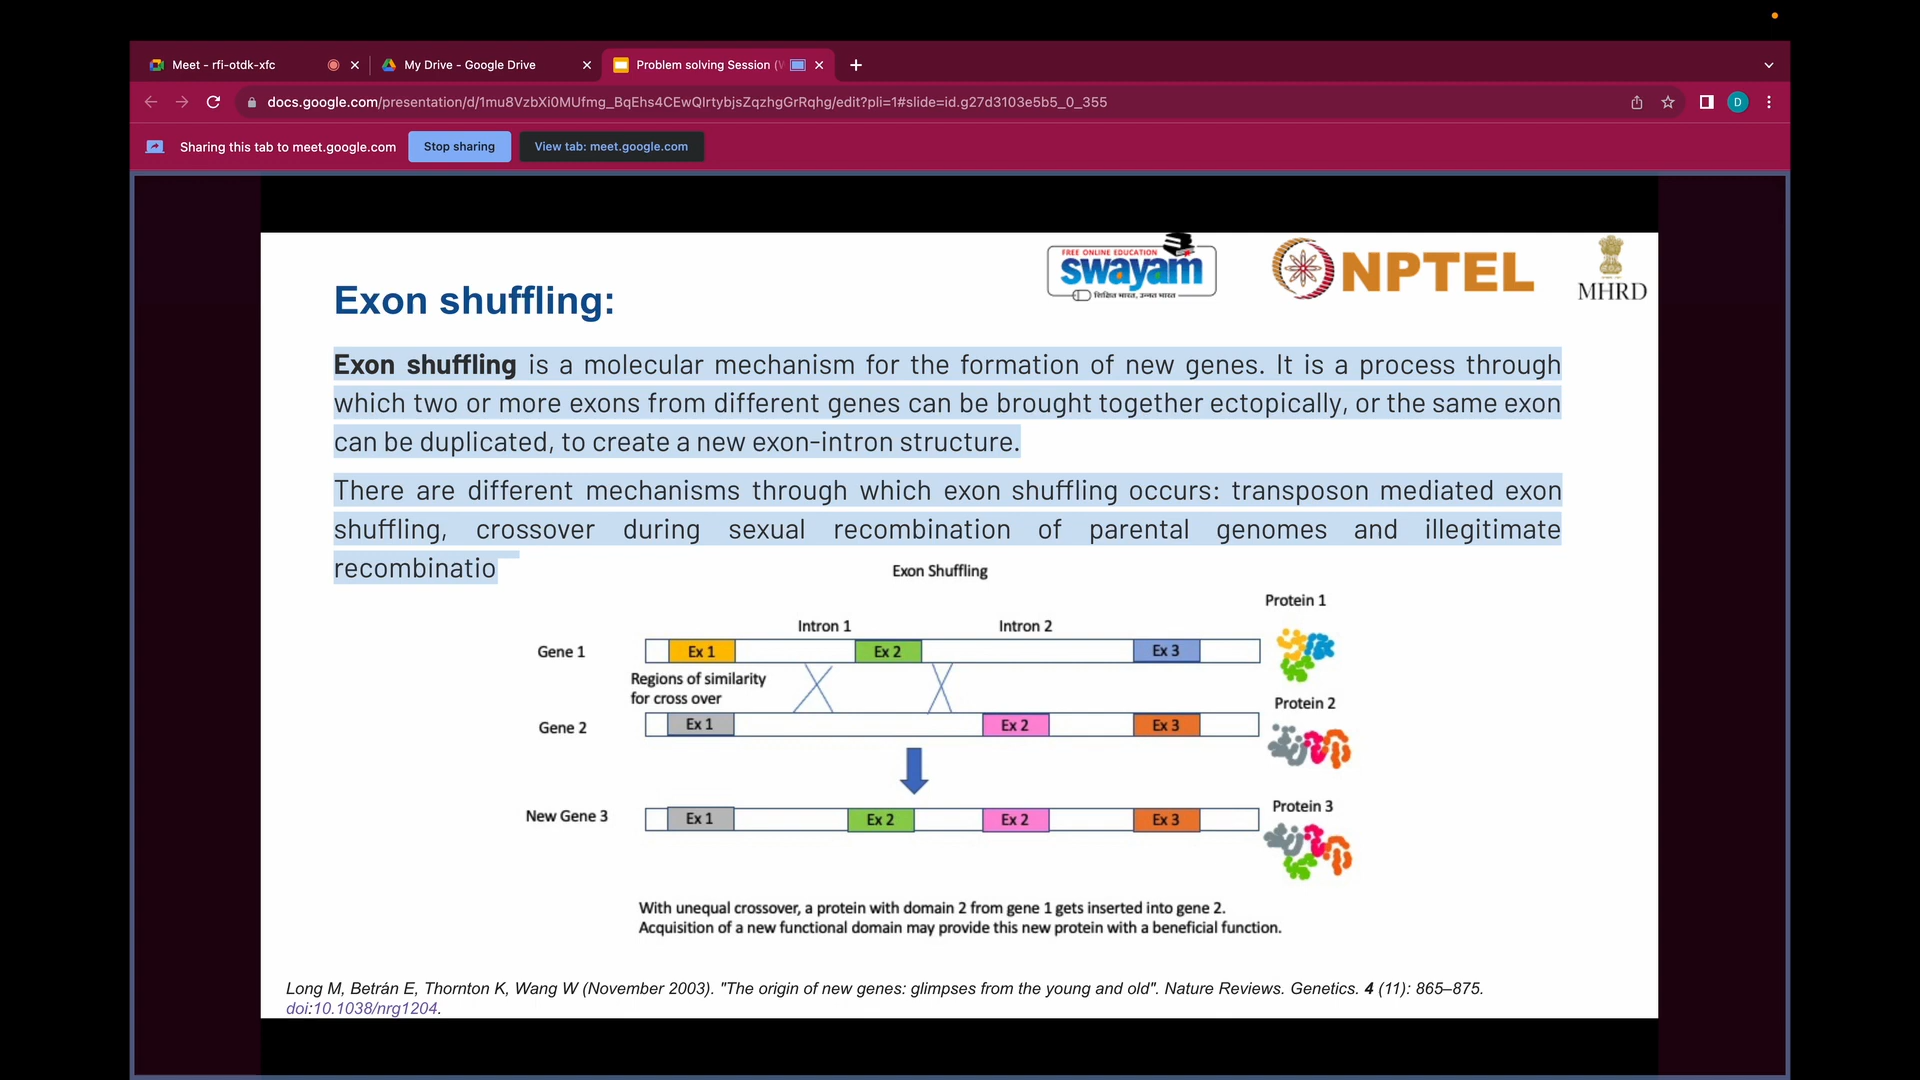 Meet - rfi-otdk-xfc
My Drive - Google Drive
Problem solving Session (
docs.google.com/presentation/d/1mu8VzbXi0MUfmg_BqEhs4CEwQIrtybjsZqzhgGrRqhg/edit?pli=1#slide=id.g27d3103e5b5_0_355
D
Sharing this tab to meet.google.com
Stop sharing
View tab: meet.google.com
FREE ONLINE EDUCATION
swayam
शिक्षित भारत, उन्नत भारत
NPTEL
MHRD
Exon shuffling:
Exon shuffling is a molecular mechanism for the formation of new genes. It is a process through
which two or more exons from different genes can be brought together ectopically, or the same exon
can be duplicated, to create a new exon-intron structure.
There are different mechanisms through which exon shuffling occurs: transposon mediated exon
shuffling, crossover during sexual recombination of parental genomes and illegitimate
recombinatio
Exon Shuffling
Protein 1
Intron 1
Intron 2
Gene 1
Ex 1
Ex 2
Ex 3
Regions of similarity
for cross over
Protein 2
Gene 2
Ex 1
Ex 2
Ex 3
Protein 3
New Gene 3
Ex 1
Ex 2
Ex 2
Ex 3
With unequal crossover, a protein with domain 2 from gene 1 gets inserted into gene 2.
Acquisition of a new functional domain may provide this new protein with a beneficial function.
Long M, Betrán E, Thornton K, Wang W (November 2003). "The origin of new genes: glimpses from the young and old". Nature Reviews. Genetics. 4 (11): 865–875.
doi:10.1038/nrg1204.